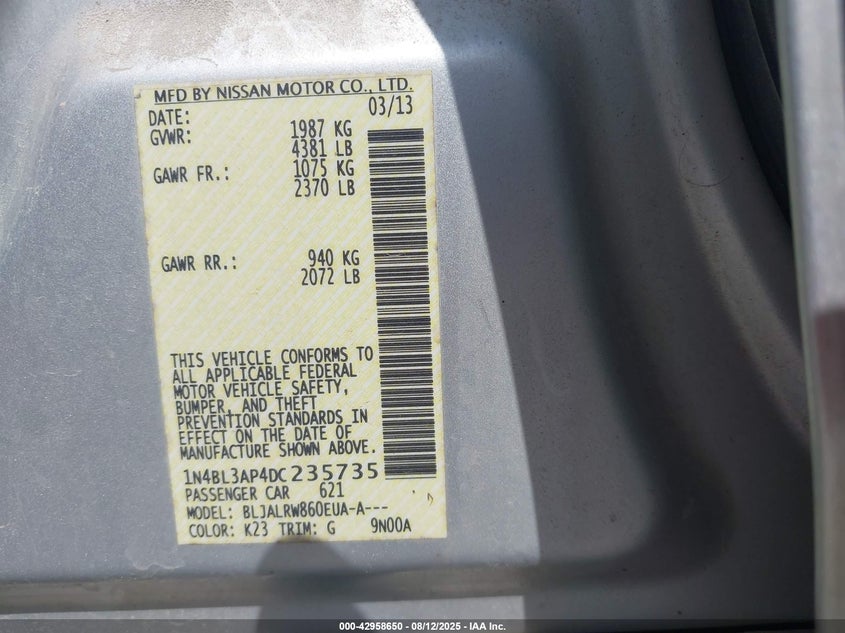 MFD BY NISSAN MOTOR CO., LTD.
DATE: 03/13
GVWR: 1987 KG
4381 LB
GAWR FR.: 1075 KG
2370 LB
GAWR RR.: 940 KG
2072 LB
THIS VEHICLE CONFORMS TO
ALL APPLICABLE FEDERAL
MOTOR VEHICLE SAFETY,
BUMPER, AND THEFT
PREVENTION STANDARDS IN
EFFECT ON THE DATE OF
MANUFACTURE SHOWN ABOVE.
1N4BL3AP4DC235735
PASSENGER CAR 621
MODEL: BLJALRW860EUA-A---
COLOR: K23 TRIM: G 9N00A
000-42958650 - 08/12/2025 - IAA Inc.